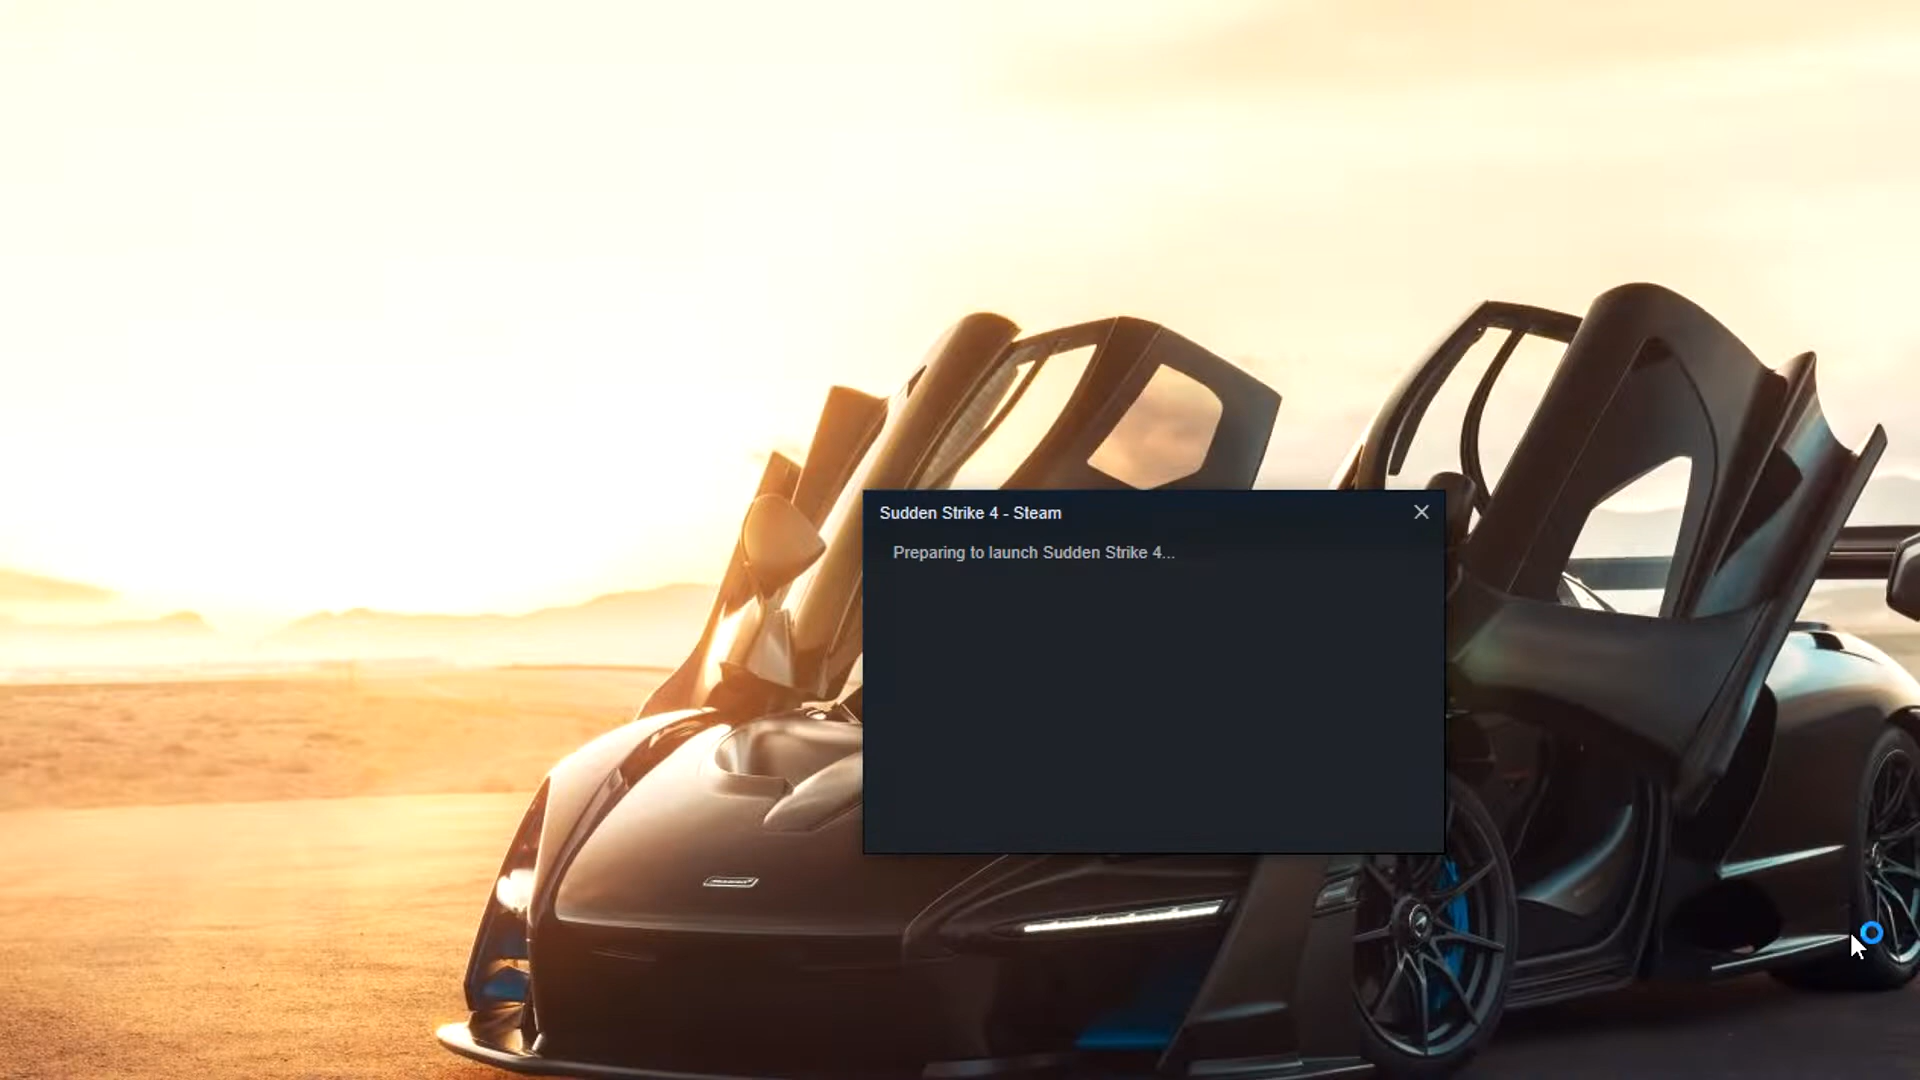 Sudden Strike 4 - Steam
Preparing to launch Sudden Strike 4...